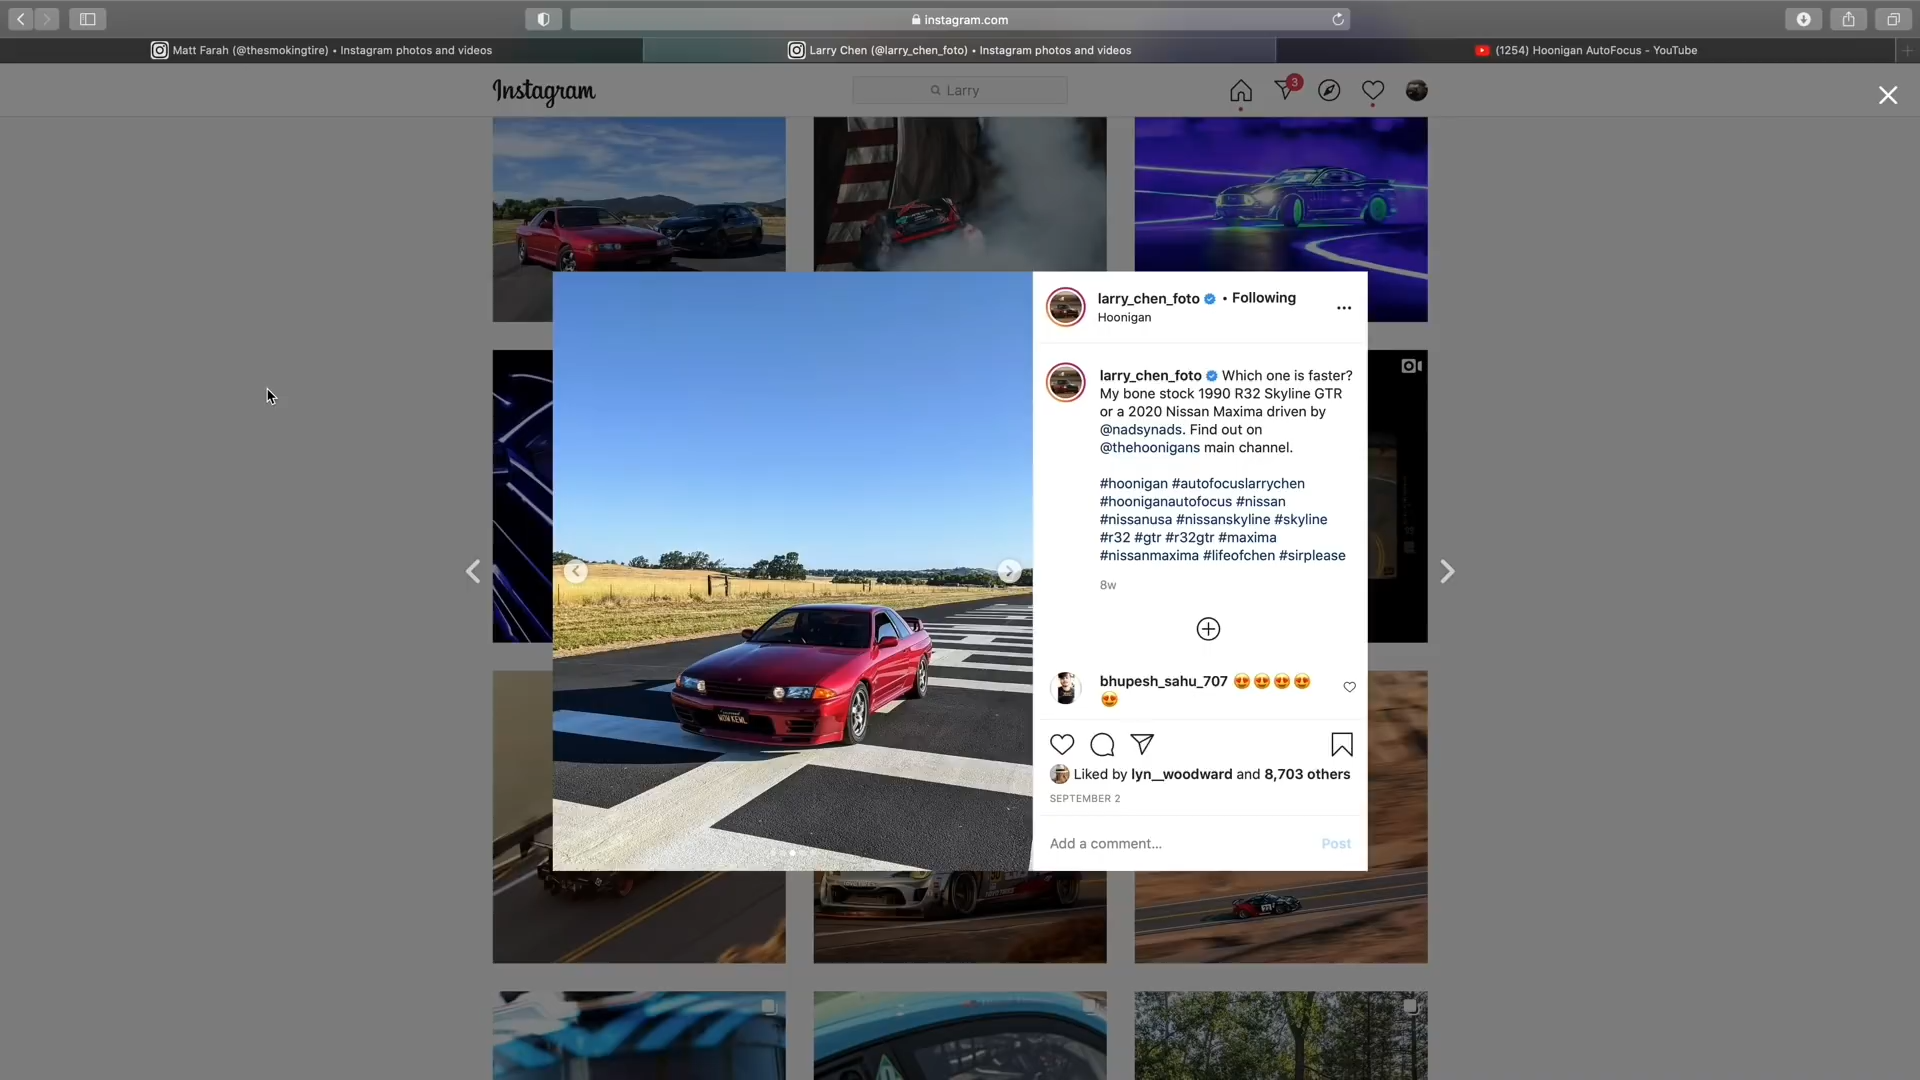 instagram.com
Matt Farah (@thesmokingtire) • Instagram photos and videos
Larry Chen (@larry_chen_foto) • Instagram photos and videos
(1254) Hoonigan AutoFocus - YouTube
Instagram
Larry
3
larry_chen_foto • Following
Hoonigan
larry_chen_foto Which one is faster?
My bone stock 1990 R32 Skyline GTR
or a 2020 Nissan Maxima driven by
@nadsynads. Find out on
@thehoonigans main channel.
#hoonigan #autofocuslarrychen
#hooniganautofocus #nissan
#nissanusa #nissanskyline #skyline
#r32 #gtr #r32gtr #maxima
#nissanmaxima #lifeofchen #sirplease
8w
bhupesh_sahu_707 😍😍😍😍
😍
Liked by lyn__woodward and 8,703 others
SEPTEMBER 2
Add a comment...
Post